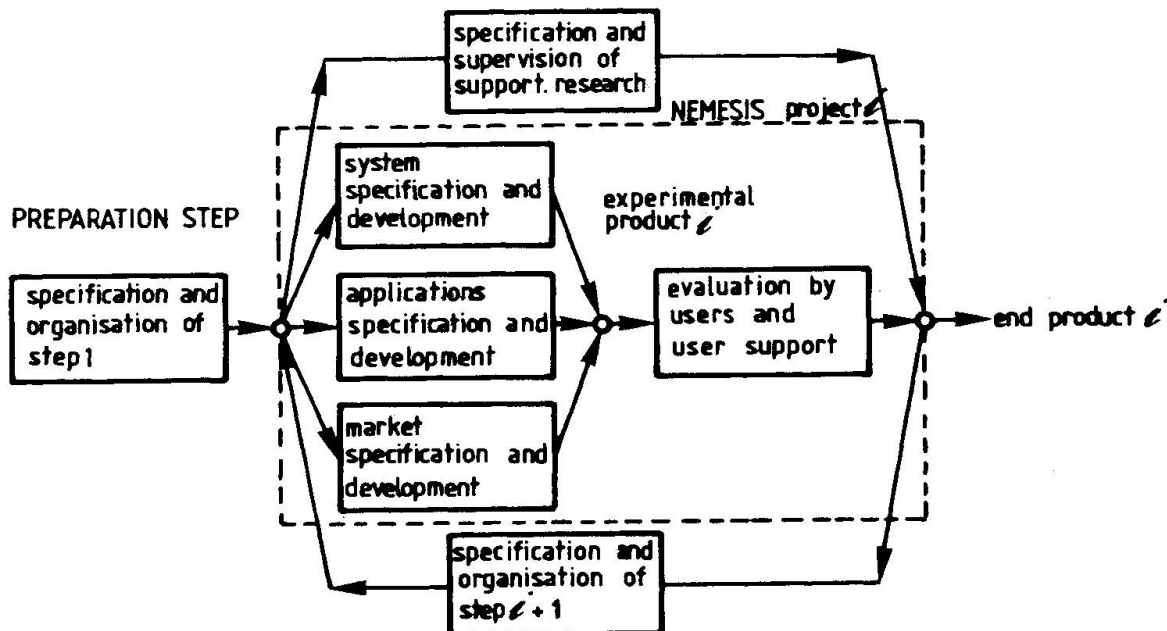 specification and
supervision of
support. research
NEMESIS project i
system
specification and
development
experimental
product i
PREPARATION STEP
specification and
organisation of
step 1
applications
specification and
development
evaluation by
users and
user support
end product i
market
specification and
development
specification and
organisation of
step i + 1